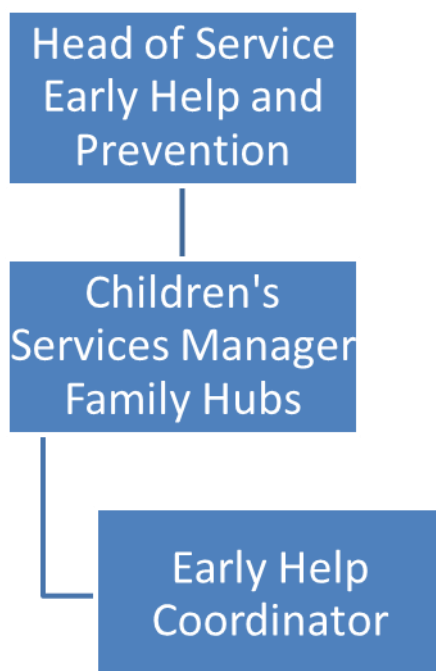 Head of Service
Early Help and
Prevention
Children's
Services Manager
Family Hubs
Early Help
Coordinator